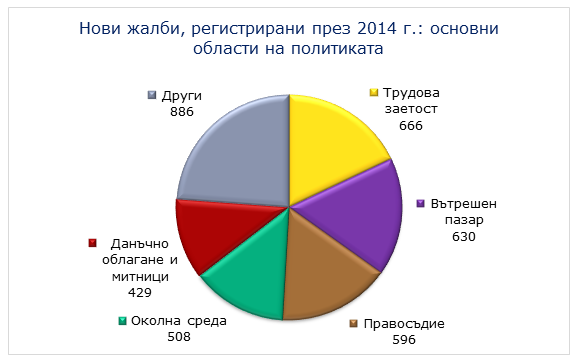 Нови жалби, регистрирани през 2014 г.: основни
области на политиката
Трудова
заетост
666
Вътрешен
пазар
630
Правосъдие
596
Околна среда
508
Данъчно
облагане и
митници
429
Други
886